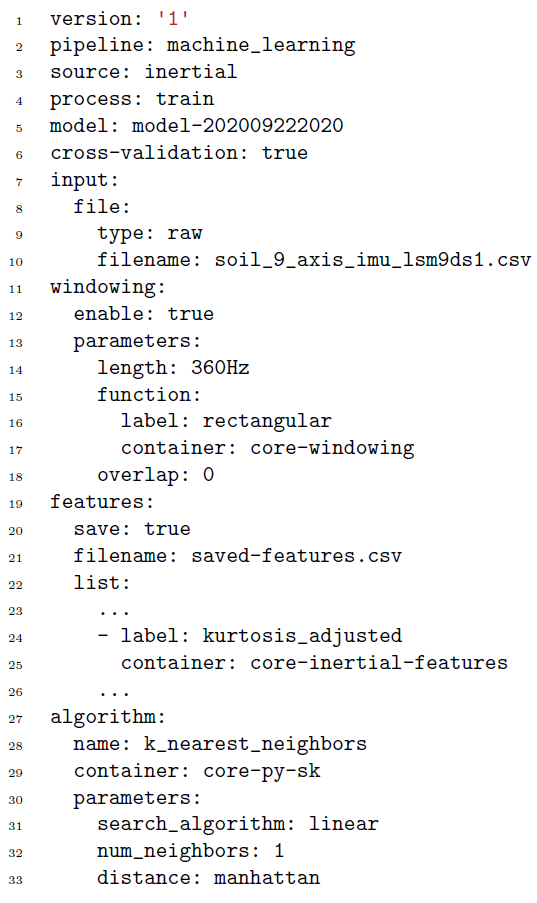 1 version: '1'
2 pipeline: machine_learning
3 source: inertial
4 process: train
5 model: model-202009222020
6 cross-validation: true
7 input:
8   file:
9     type: raw
10     filename: soil_9_axis_imu_lsm9ds1.csv
11 windowing:
12   enable: true
13   parameters:
14     length: 360Hz
15     function:
16       label: rectangular
17       container: core-windowing
18     overlap: 0
19 features:
20   save: true
21   filename: saved-features.csv
22   list:
23     ...
24     - label: kurtosis_adjusted
25       container: core-inertial-features
26     ...
27 algorithm:
28   name: k_nearest_neighbors
29   container: core-py-sk
30   parameters:
31     search_algorithm: linear
32     num_neighbors: 1
33     distance: manhattan